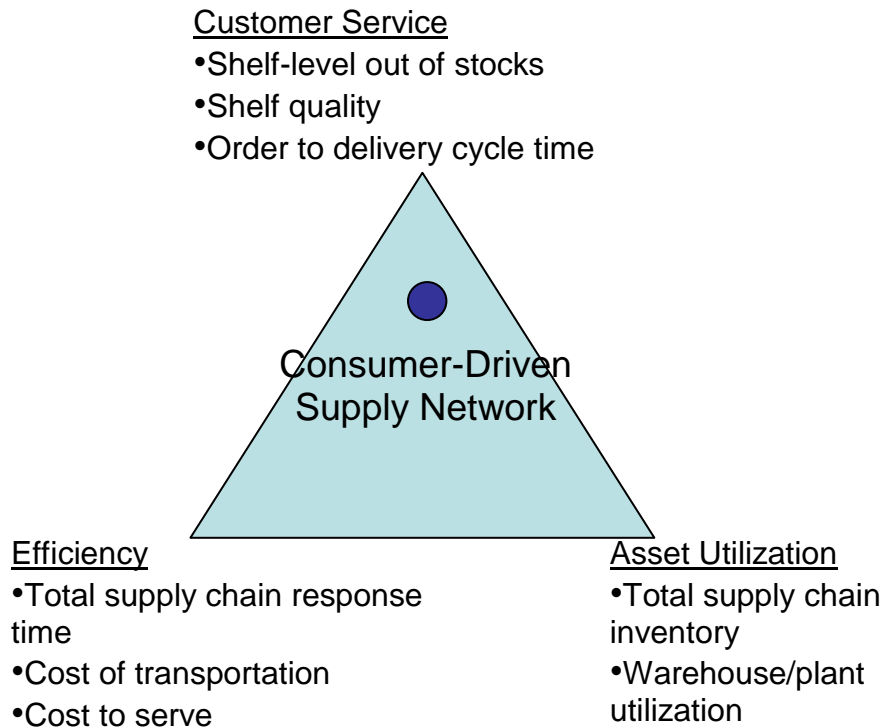 Customer Service
•Shelf-level out of stocks
•Shelf quality
•Order to delivery cycle time
Consumer-Driven
Supply Network
Efficiency
•Total supply chain response
time
•Cost of transportation
•Cost to serve
Asset Utilization
•Total supply chain
inventory
•Warehouse/plant
utilization